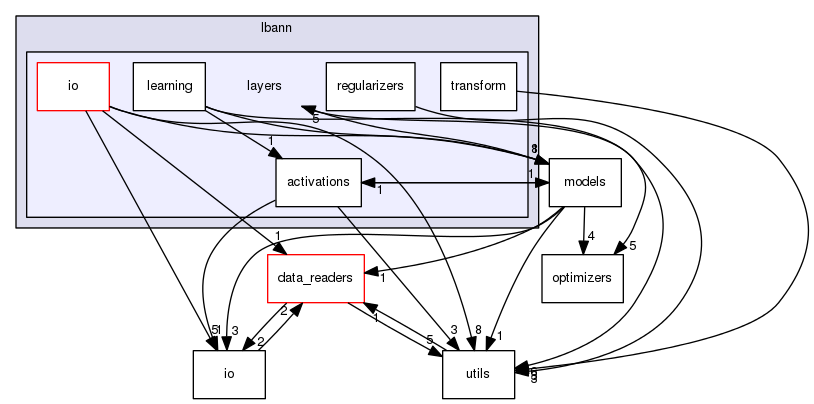 lbann
io
learning
layers
regularizers
transform
1
5
8
activations
1
1
models
1
4
5
data_readers
1
optimizers
5
1
3
2
1
5
3
8
1
io
utils
3